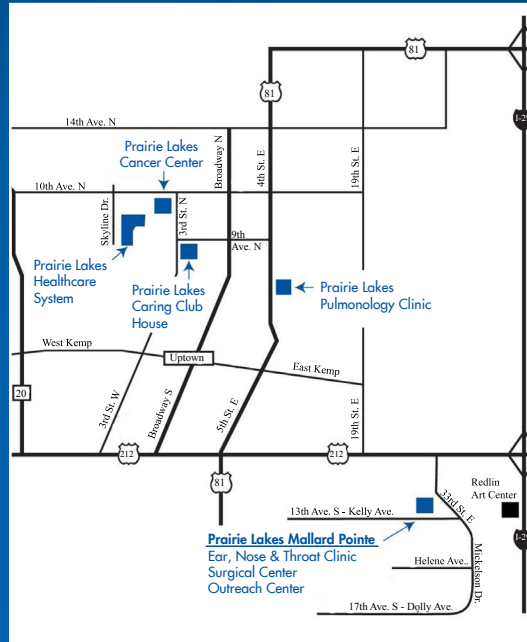 81
81
I-29
14th Ave. N
Broadway N
4th St. E
19th St. E
Prairie Lakes
Cancer Center
10th Ave. N
Skyline Dr.
3rd St. N
9th
Ave. N
Prairie Lakes
Healthcare
System
Prairie Lakes
Caring Club
House
Prairie Lakes
Pulmonology Clinic
West Kemp
Uptown
East Kemp
20
3rd St. W
Broadway S
5th St. E
19th St. E
212
212
81
33rd St. E
Redlin
Art Center
13th Ave. S - Kelly Ave.
I-29
Prairie Lakes Mallard Pointe
Ear, Nose & Throat Clinic
Surgical Center
Outreach Center
Helene Ave..
Mickelson Dr.
17th Ave. S - Dolly Ave.